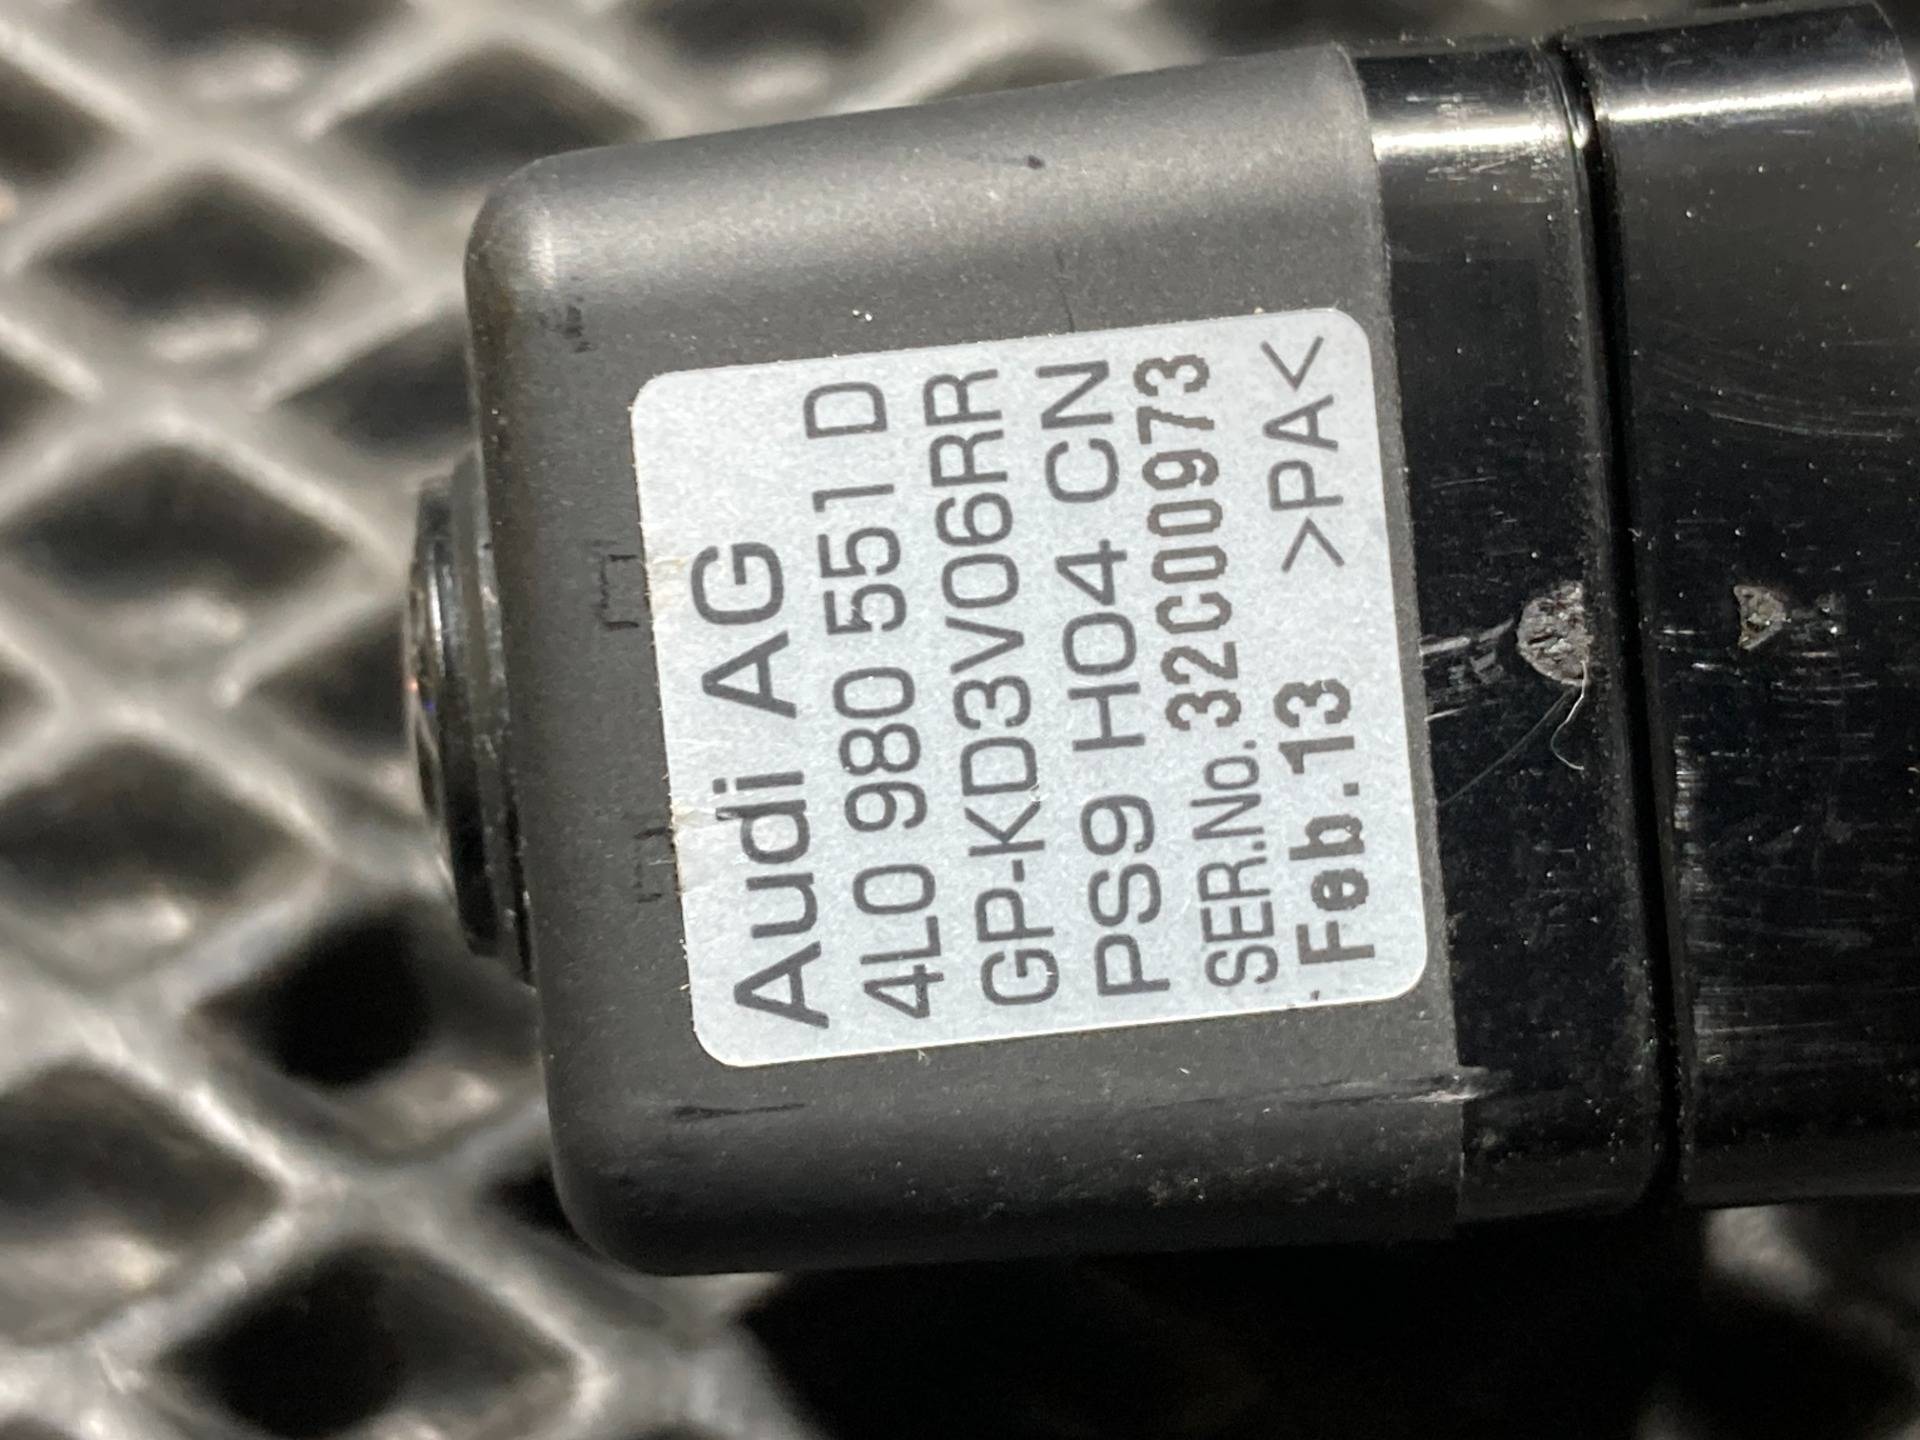 Audi AG
4L0 980 551 D
GP-KD3V06RR
PS9 H04 CN
SER.No. 32C00973
Feb.13 >PA<